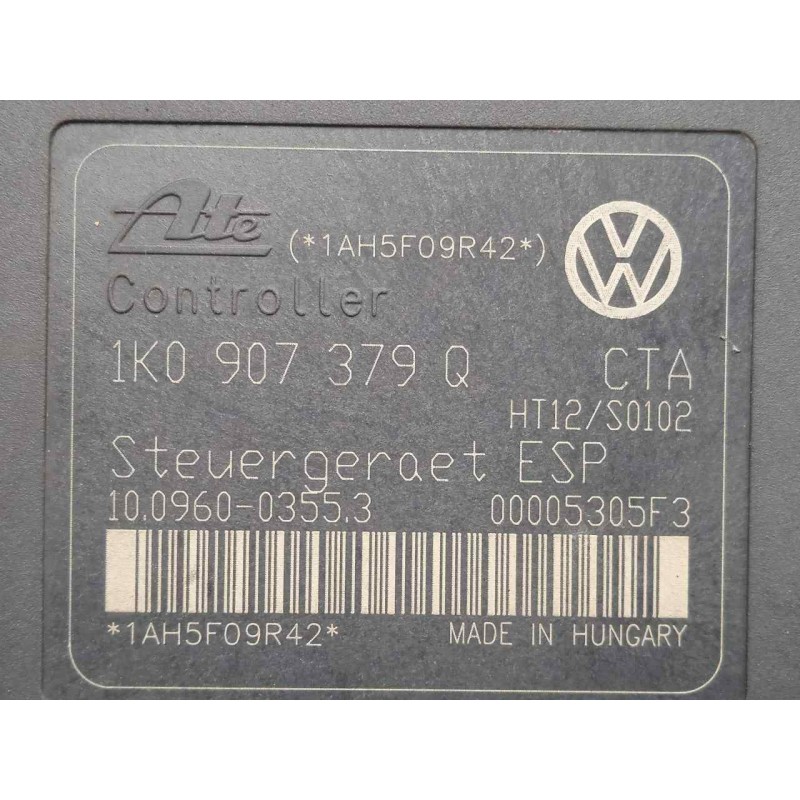 Ate (*1AH5F09R42*)
Controller
1K0 907 379 Q CTA
HT12/S0102
Steuergeraet ESP
10.0960-0355.3 00005305F3
*1AH5F09R42* MADE IN HUNGARY